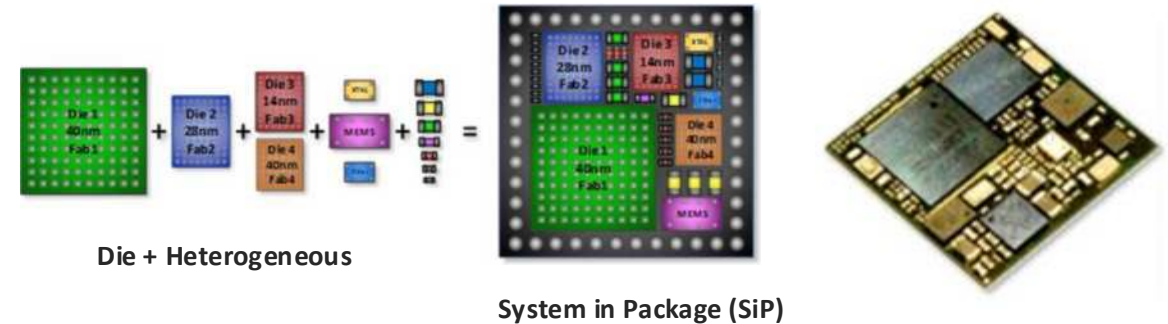 Die 1
40nm
Fab1
+
Die 2
28nm
Fab2
+
Die 3
14nm
Fab3
Die 4
40nm
Fab4
+
XTAL
MEMS
+
=
Die 2
28nm
Fab2
Die 3
14nm
Fab3
XTAL
Die 1
40nm
Fab1
Die 4
40nm
Fab4
MEMS
Die + Heterogeneous
System in Package (SiP)